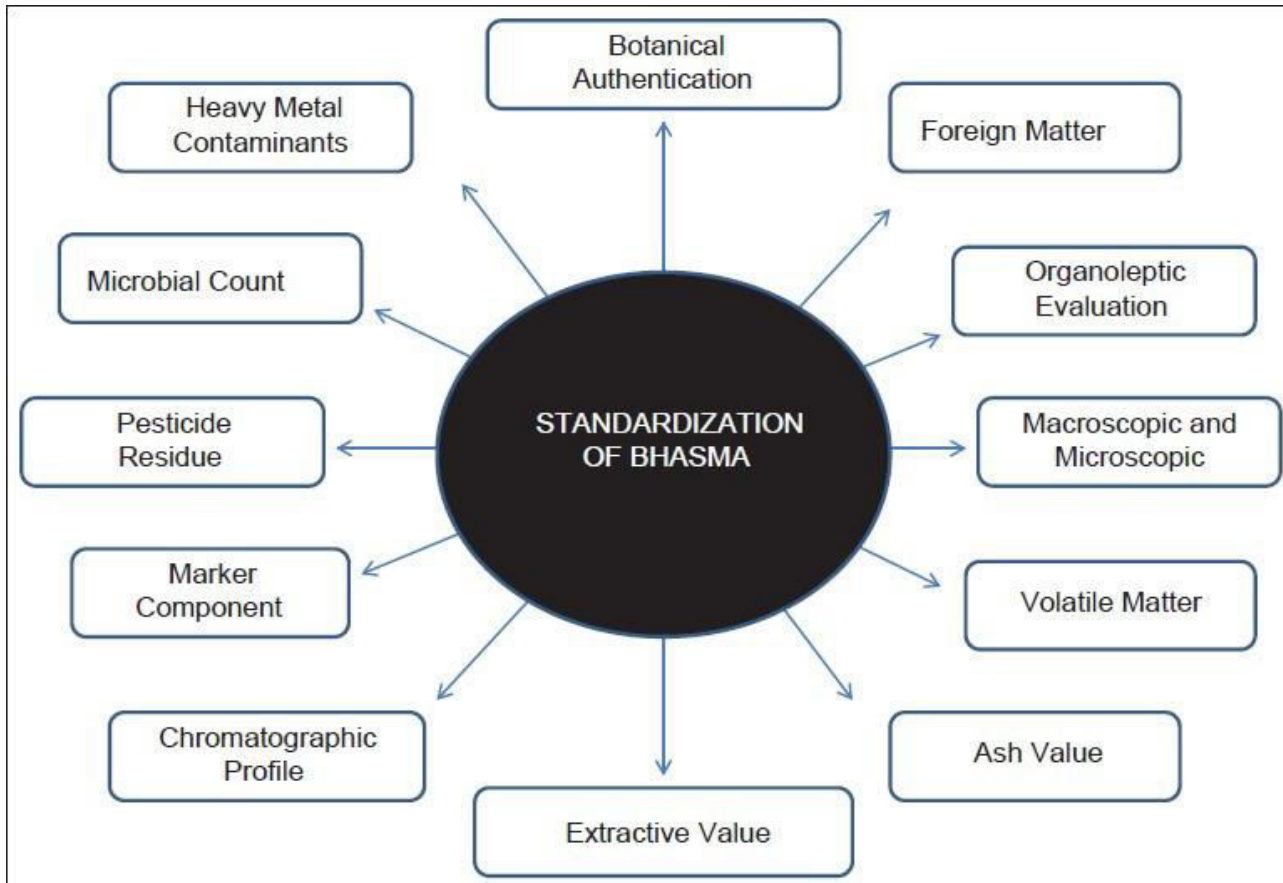 Botanical
Authentication
Heavy Metal
Contaminants
Foreign Matter
Microbial Count
Organoleptic
Evaluation
STANDARDIZATION
OF BHASMA
Pesticide
Residue
Macroscopic and
Microscopic
Marker
Component
Volatile Matter
Chromatographic
Profile
Ash Value
Extractive Value